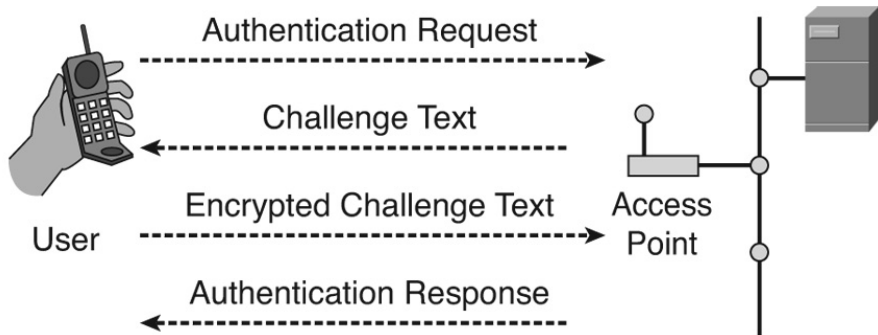 Authentication Request
Challenge Text
Encrypted Challenge Text
Authentication Response
User
Access
Point